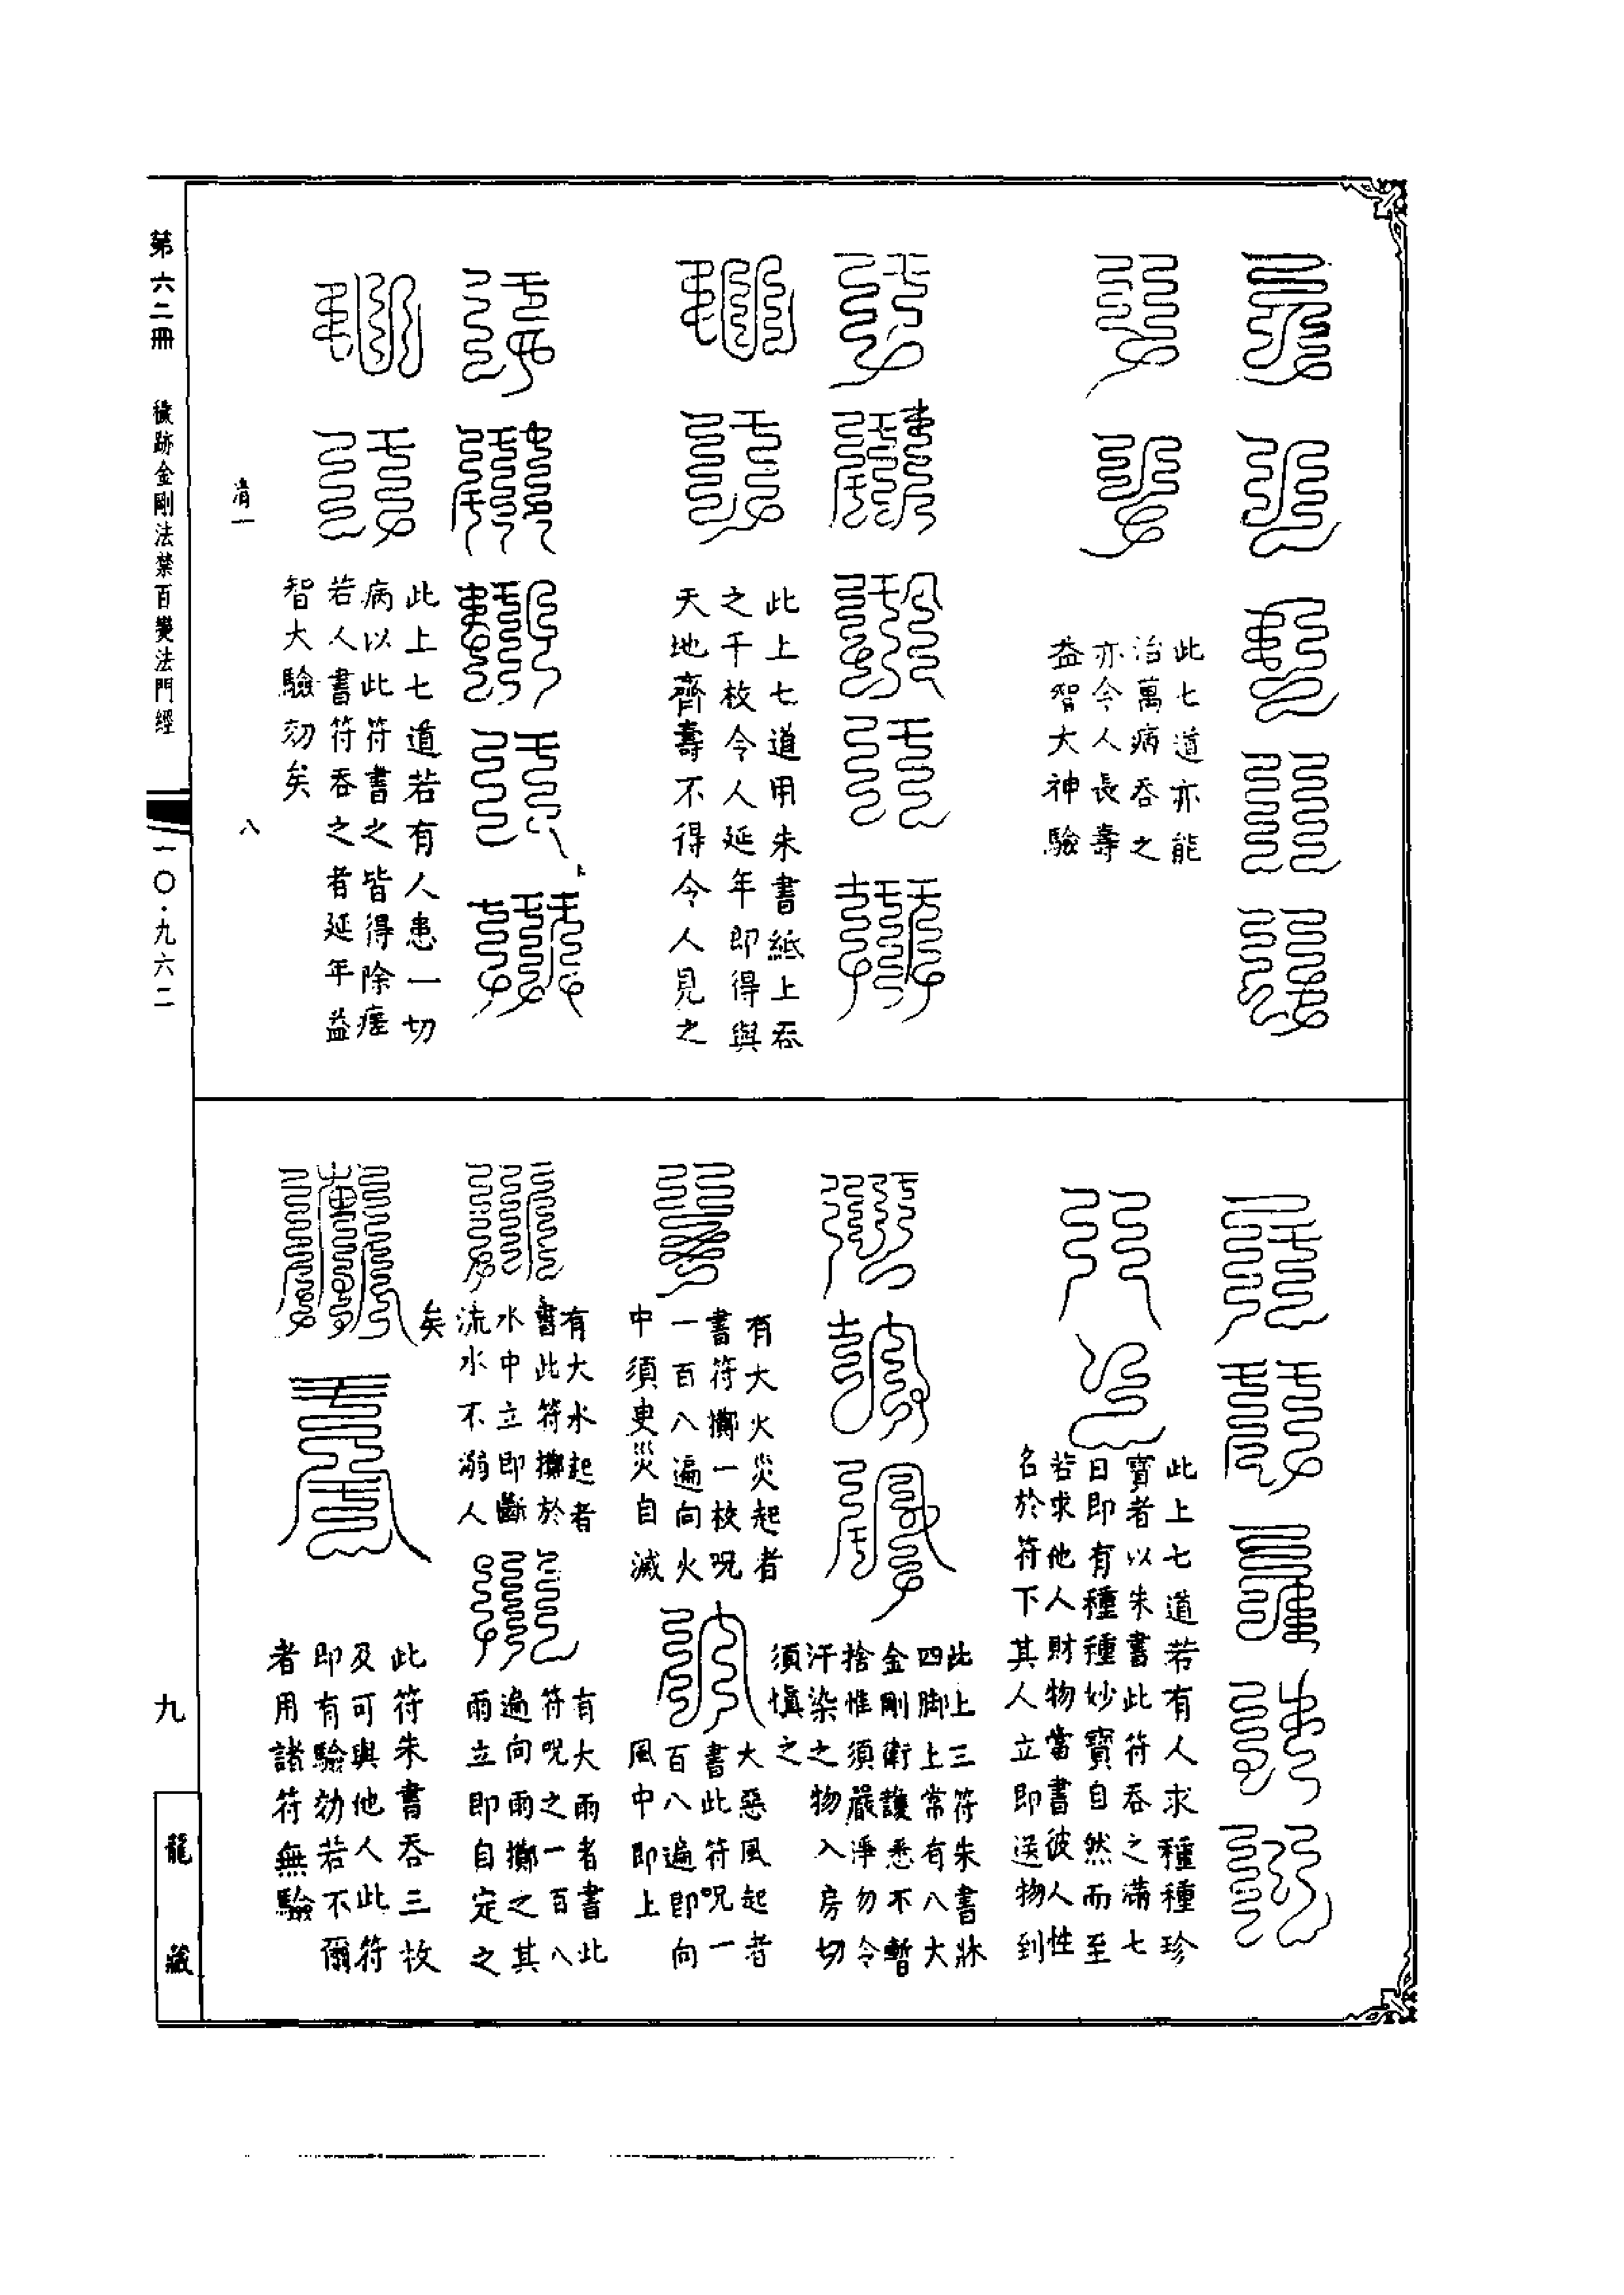 此七道亦能
治萬病吞之
亦令人長壽
益智大神驗
此上七道用朱書紙上吞
之千枚令人延年即得與
天地齊壽不得令人見之
此上七道若有人患一切
病以此符書之皆得除瘥
若人書符吞之者延年益
智大驗効矣
清一
八
此上七道若有人求種種珍
寶者以朱書此符吞之滿七
日即有種種妙寶自然而至
若求他人財物當書彼人性
名於符下其人立即送物到
此上三符朱書牀
四脚上常有八大
金剛衛護悉不暫
捨惟須嚴淨勿令
汗染之物入房切
須慎之
有大火災起者
書符擲一枚呪
一百八遍向火
中須臾災自滅
大惡風起者
書此符呪一
百八遍即向
風中即上
有大水起者
書此符擲於
水中立即斷
流水不溺人
矣
有大雨者書此
符呪之一百八
遍向雨擲之其
雨立即自定之
此符朱書吞三枚
及可與他人此符
即有驗効若不爾
者用諸符無驗
第六二冊
穢跡金剛法禁百變法門經
一〇·九六二
九
龍藏